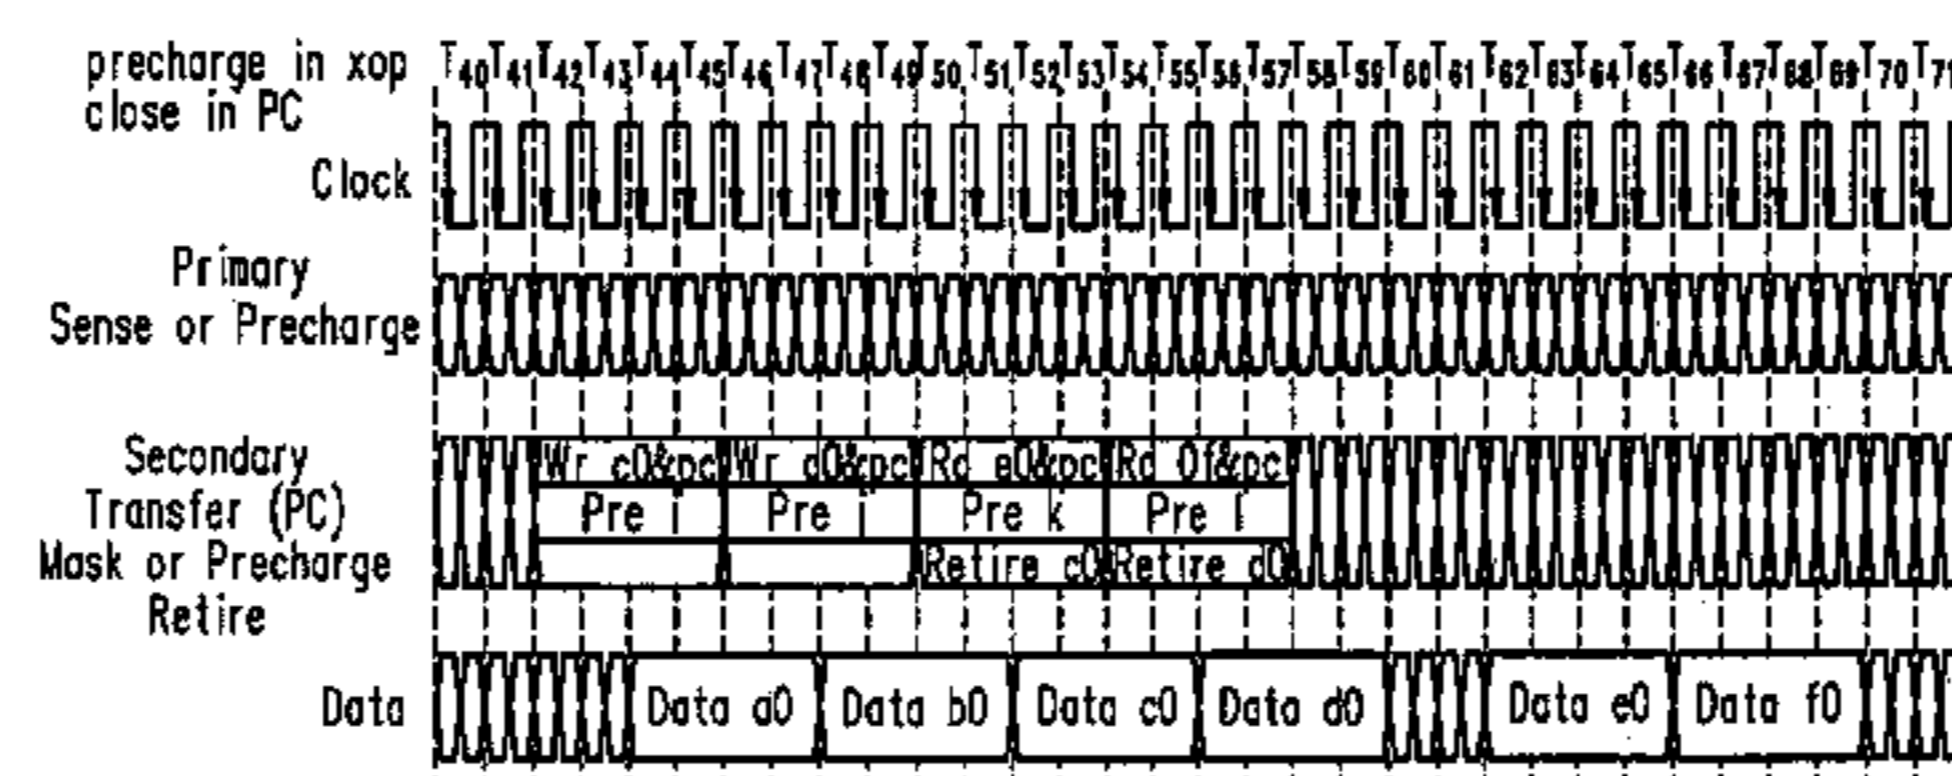 precharge in xop
close in PC
T40 T41 T42 T43 T44 T45 T46 T47 T48 T49 T50 T51 T52 T53 T54 T55 T56 T57 T58 T59 T60 T61 T62 T63 T64 T65 T66 T67 T68 T69 T70 T71
Clock
Primary
Sense or Precharge
Secondary
Transfer (PC)
Mask or Precharge
Retire
Wr c0&pc Wr d0&pc Rd e0&pc Rd 0f&pc
Pre i Pre j Pre k Pre l
Retire c0 Retire d0
Data
Data a0 Data b0 Data c0 Data d0 Data e0 Data f0